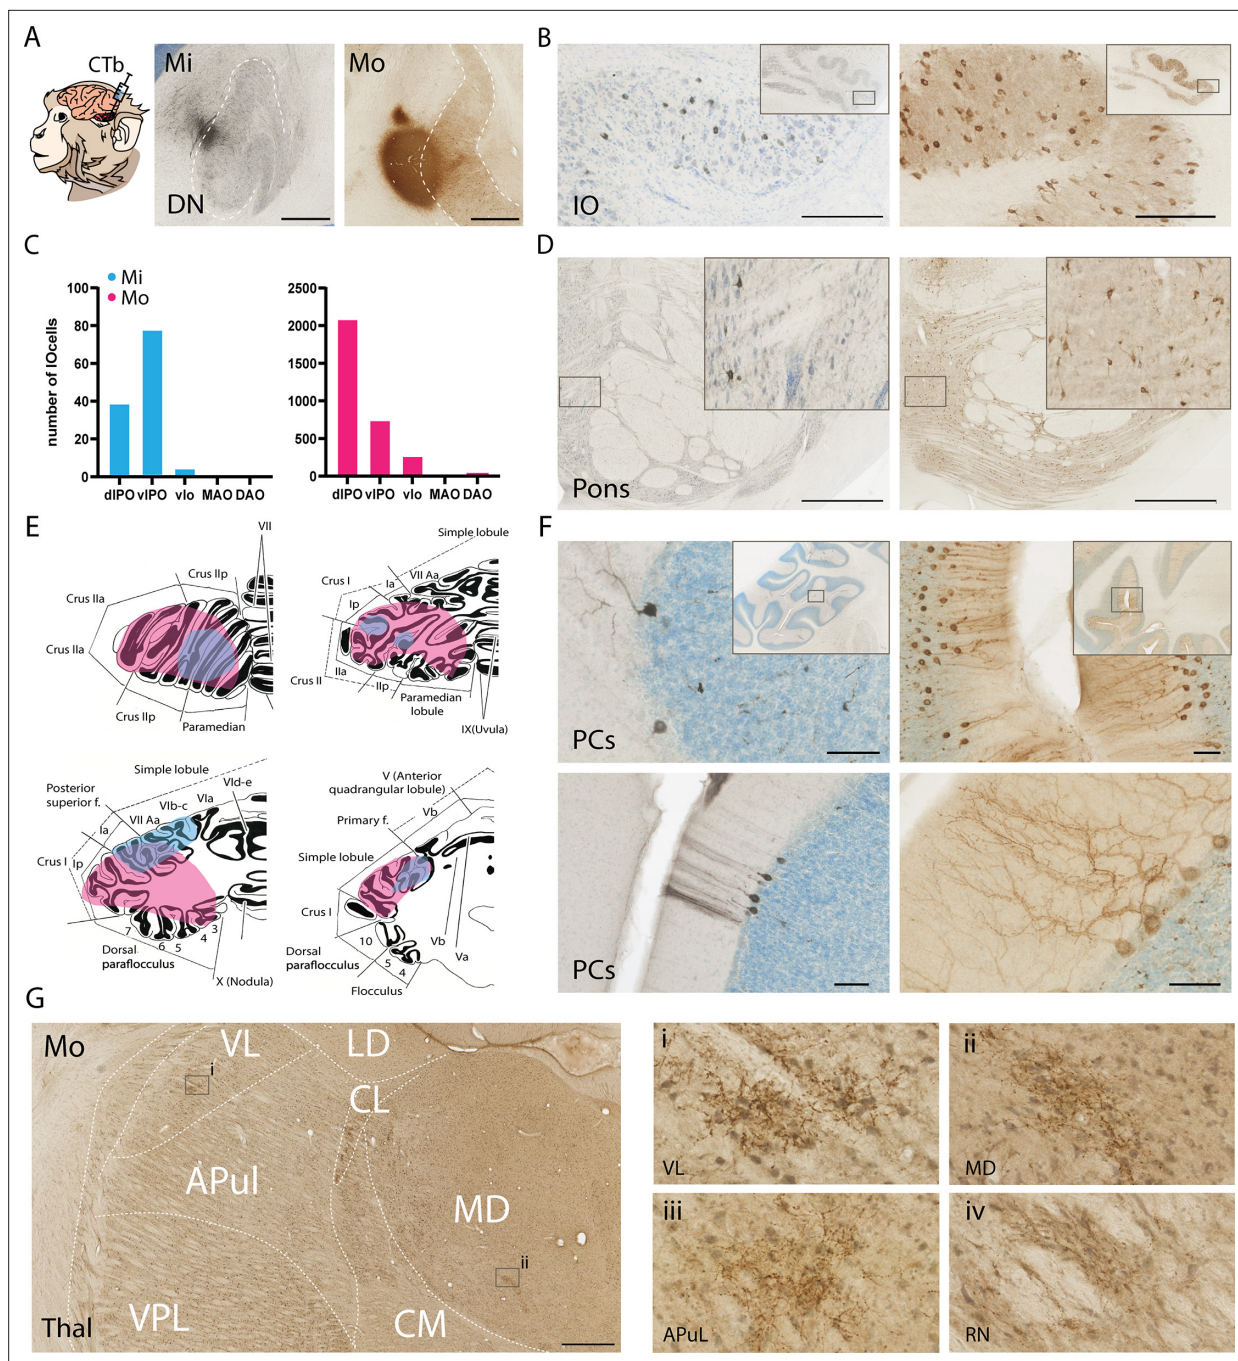 A
CTb
Mi
DN
Mo
B
IO
C
Mi
Mo
number of IOcells
100
80
60
40
20
0
dlPO vlPO vlo MAO DAO
2500
2000
1500
1000
500
0
dlPO vlPO vlo MAO DAO
D
Pons
E
VII
Crus IIp
Crus IIa
Crus IIa
Crus IIp
Paramedian
Simple lobule
VII Aa
Crus I
Ia
Ip
Crus II
IIa
IIp
Paramedian
lobule
IX(Uvula)
Simple lobule
Posterior
superior f.
VId-e
VIa
VIb-c
VII Aa
Ia
Crus I
Ip
7
6
5
4
3
Dorsal
paraflocculus
X (Nodula)
V (Anterior
quadrangular lobule)
Vb
Primary f.
Simple lobule
Crus I
10
Dorsal
paraflocculus
5
4
Flocculus
Vb
Va
F
PCs
PCs
G
Mo
VL
LD
i
CL
APul
MD
ii
VPL
CM
Thal
i
VL
ii
MD
iii
APuL
iv
RN